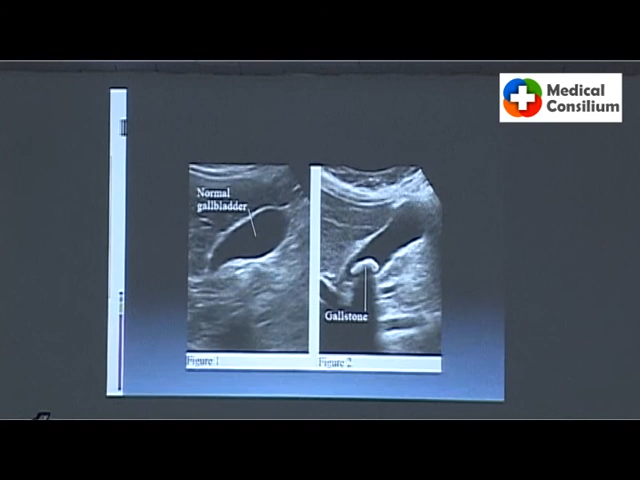 Medical
Consilium
Normal
gallbladder
Gallstone
Figure 1
Figure 2